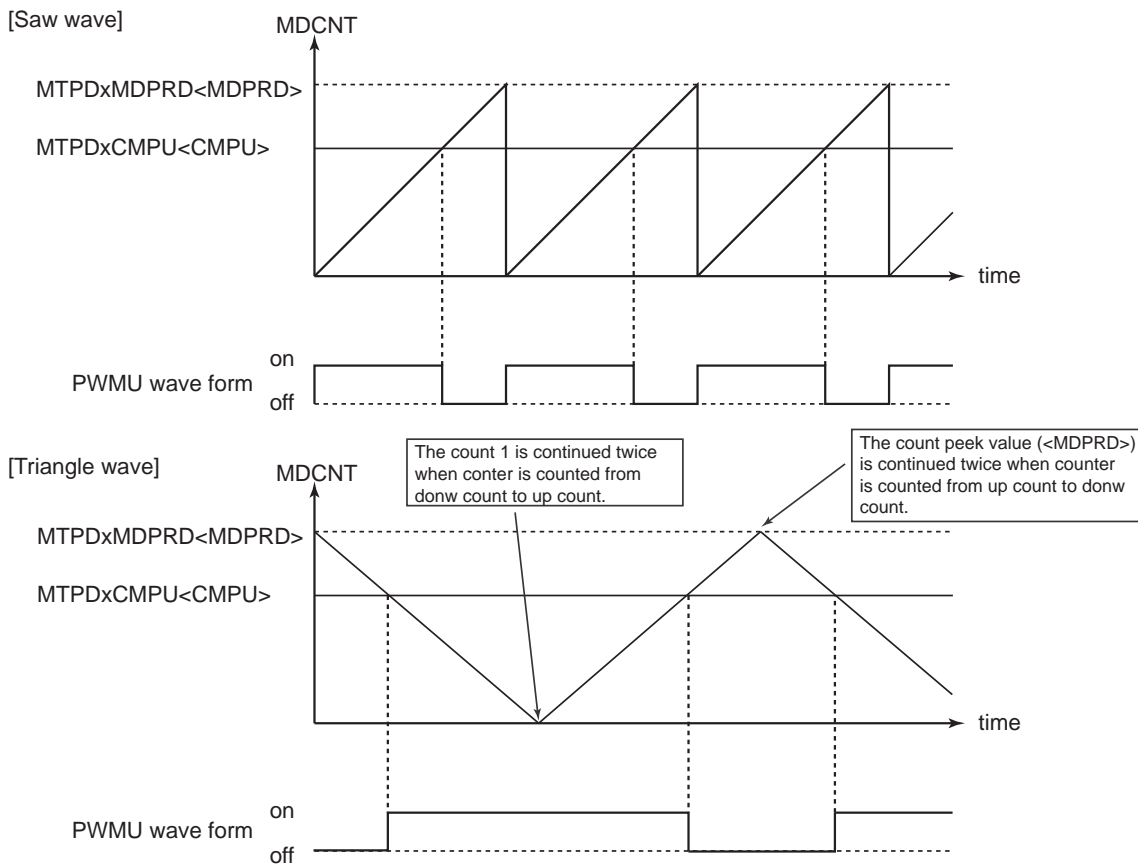 [Saw wave]
MDCNT
MTPDxMDPRD<MDPRD>
MTPDxCMPU<CMPU>
time
on
PWMU wave form
off
[Triangle wave]
MDCNT
The count 1 is continued twice
when conter is counted from
donw count to up count.
The count peek value (<MDPRD>)
is continued twice when counter
is counted from up count to donw
count.
MTPDxMDPRD<MDPRD>
MTPDxCMPU<CMPU>
time
on
PWMU wave form
off